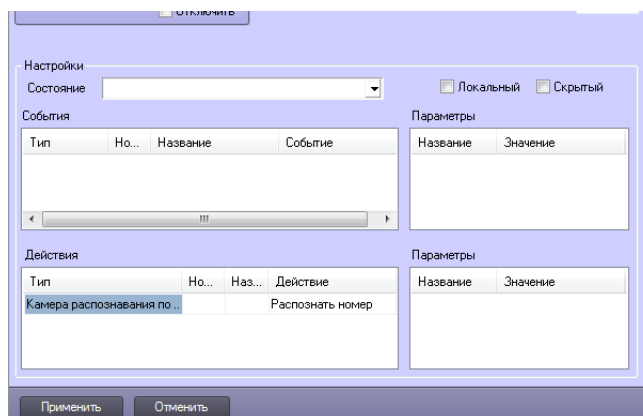 Отключить
Настройки
Состояние
Локальный Скрытый
События
Параметры
Тип Но... Название Событие
Название Значение
Действия
Параметры
Тип Но... Наз... Действие
Название Значение
Камера распознавания по .. Распознать номер
Применить Отменить